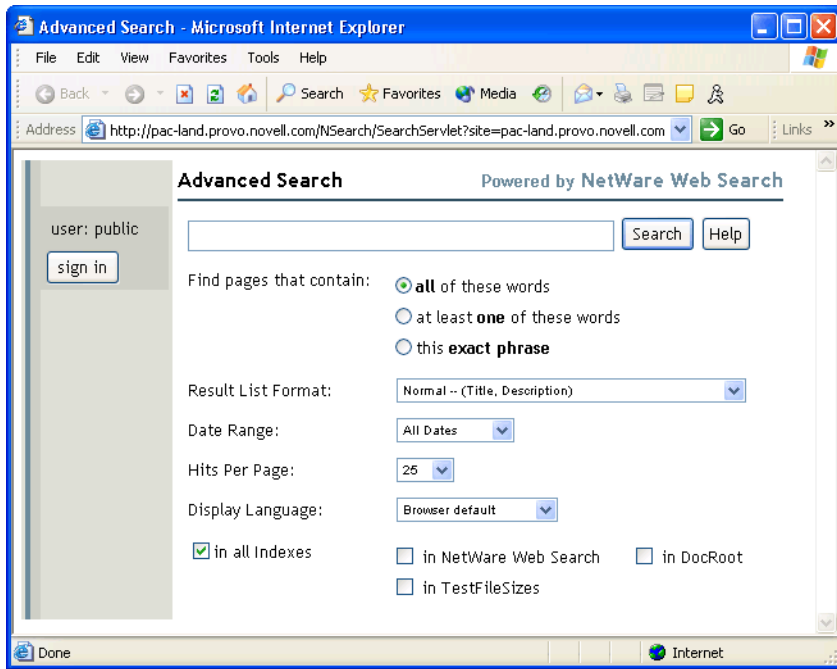 Advanced Search - Microsoft Internet Explorer
File Edit View Favorites Tools Help
Back Search Favorites Media
Address http://pac-land.provo.novell.com/NSearch/SearchServlet?site=pac-land.provo.novell.com Go Links »
Advanced Search Powered by NetWare Web Search
user: public
sign in
Search Help
Find pages that contain: all of these words
at least one of these words
this exact phrase
Result List Format: Normal -- (Title, Description)
Date Range: All Dates
Hits Per Page: 25
Display Language: Browser default
in all Indexes in NetWare Web Search in DocRoot
in TestFileSizes
Done Internet